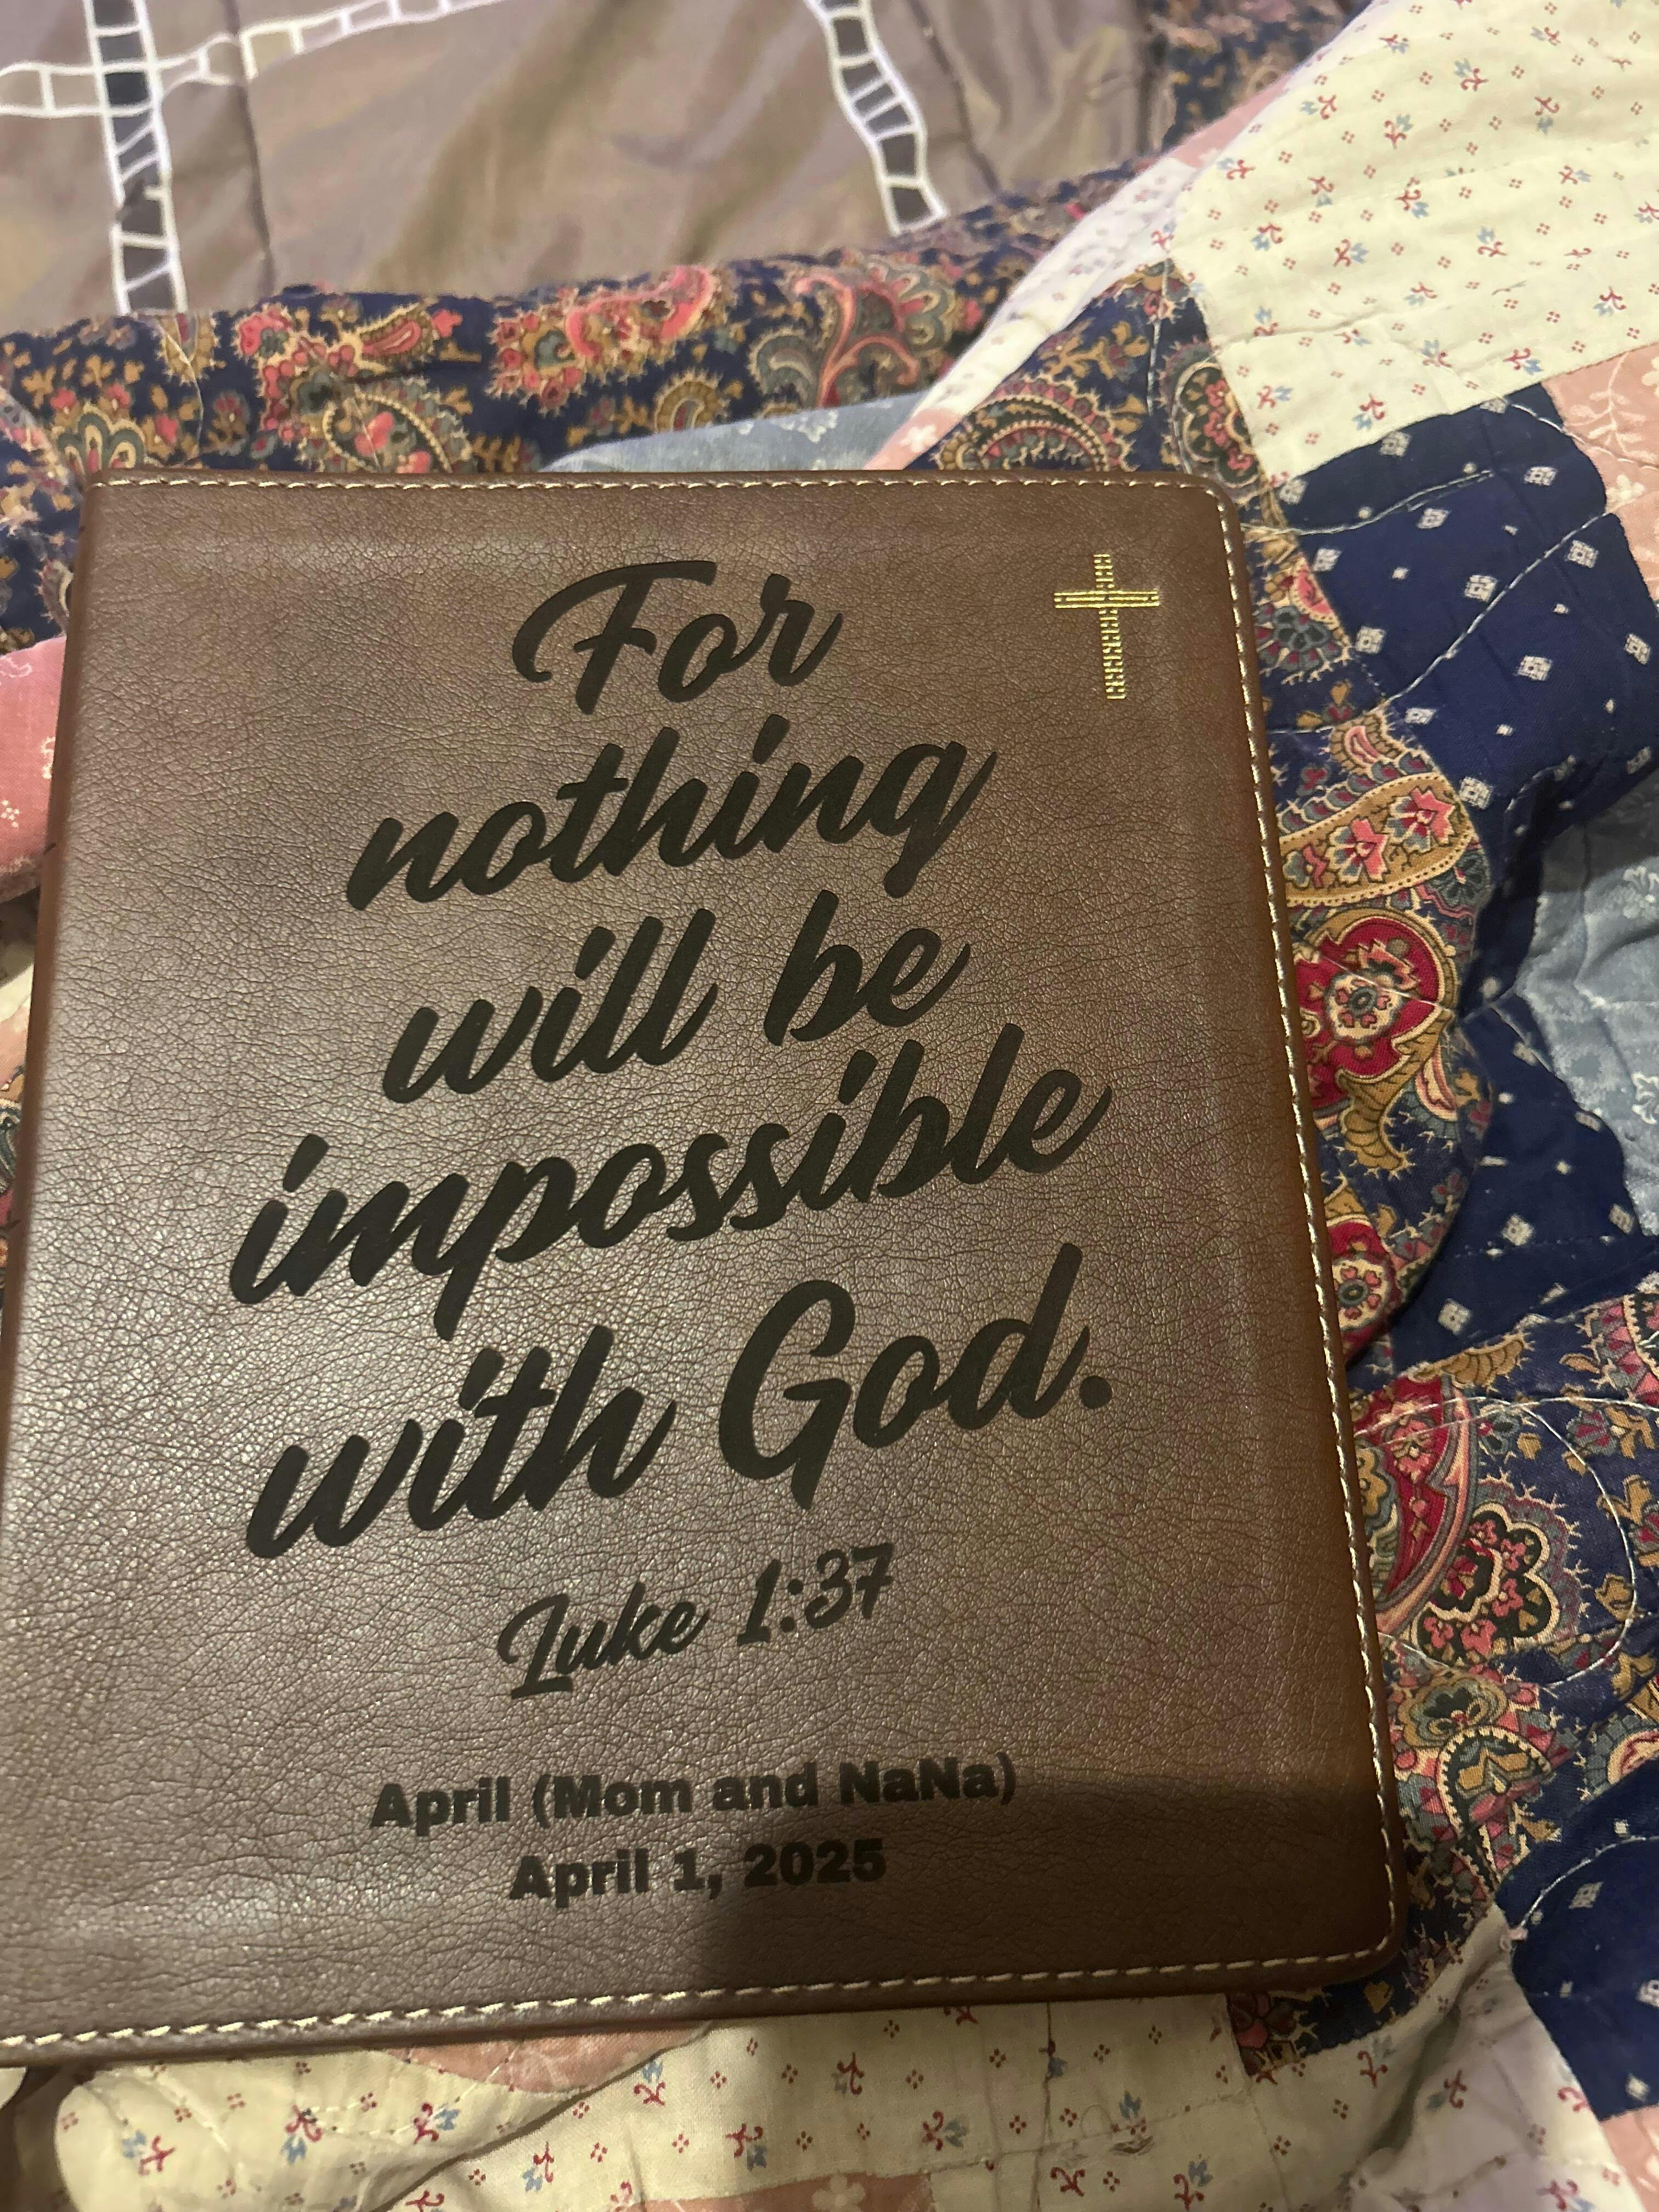 For
nothing
will be
impossible
with God.
Luke 1:37
April (Mom and NaNa)
April 1, 2025